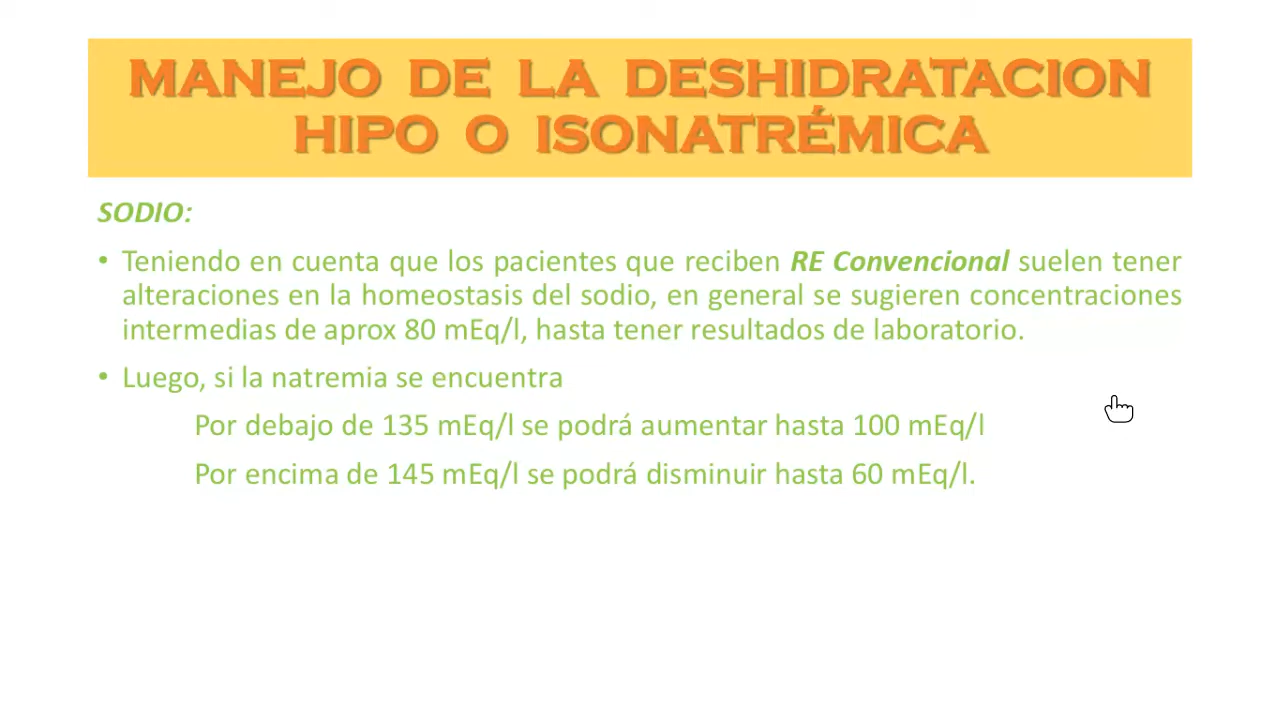 MANEJO DE LA DESHIDRATACION
HIPO O ISONATRÉMICA
SODIO:
• Teniendo en cuenta que los pacientes que reciben RE Convencional suelen tener
alteraciones en la homeostasis del sodio, en general se sugieren concentraciones
intermedias de aprox 80 mEq/l, hasta tener resultados de laboratorio.
• Luego, si la natremia se encuentra
Por debajo de 135 mEq/l se podrá aumentar hasta 100 mEq/l
Por encima de 145 mEq/l se podrá disminuir hasta 60 mEq/l.